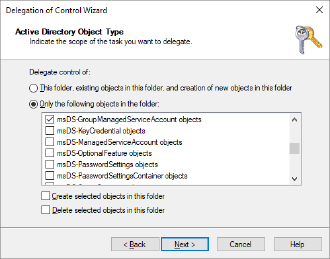 Delegation of Control Wizard
Active Directory Object Type
Indicate the scope of the task you want to delegate.
Delegate control of:
This folder, existing objects in this folder, and creation of new objects in this folder
Only the following objects in the folder:
msDS-GroupManagedServiceAccount objects
msDS-KeyCredential objects
msDS-ManagedServiceAccount objects
msDS-OptionalFeature objects
msDS-PasswordSettings objects
msDS-PasswordSettingsContainer objects
Create selected objects in this folder
Delete selected objects in this folder
< Back
Next >
Cancel
Help